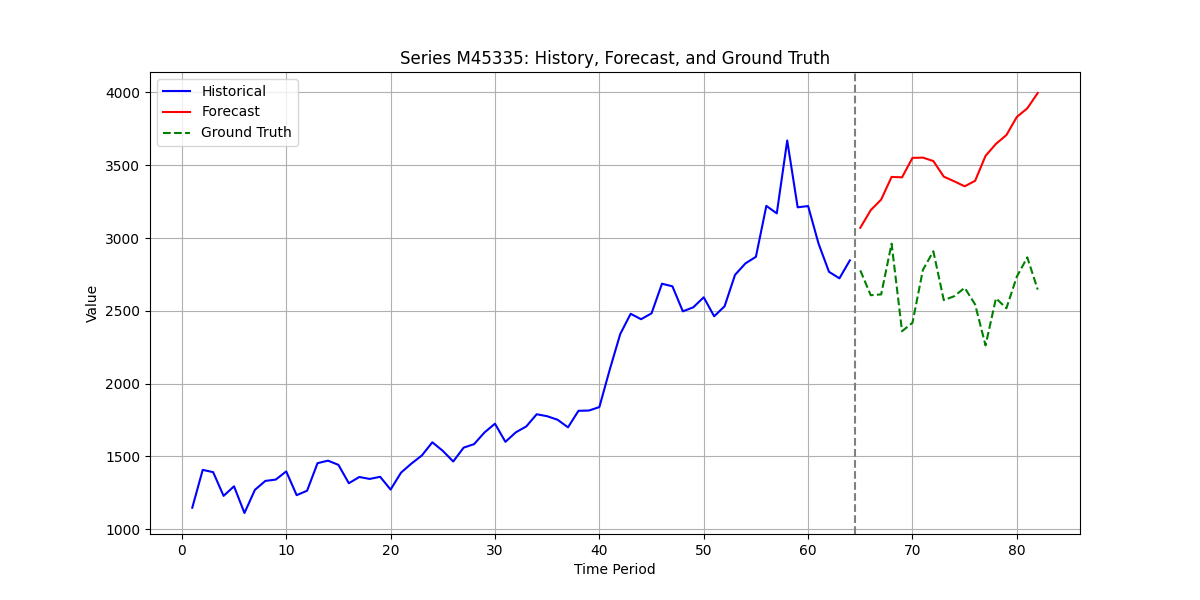 Series M45335: History, Forecast, and Ground Truth
Historical
Forecast
Ground Truth
4000
3500
3000
2500
2000
1500
1000
Value
0 10 20 30 40 50 60 70 80
Time Period